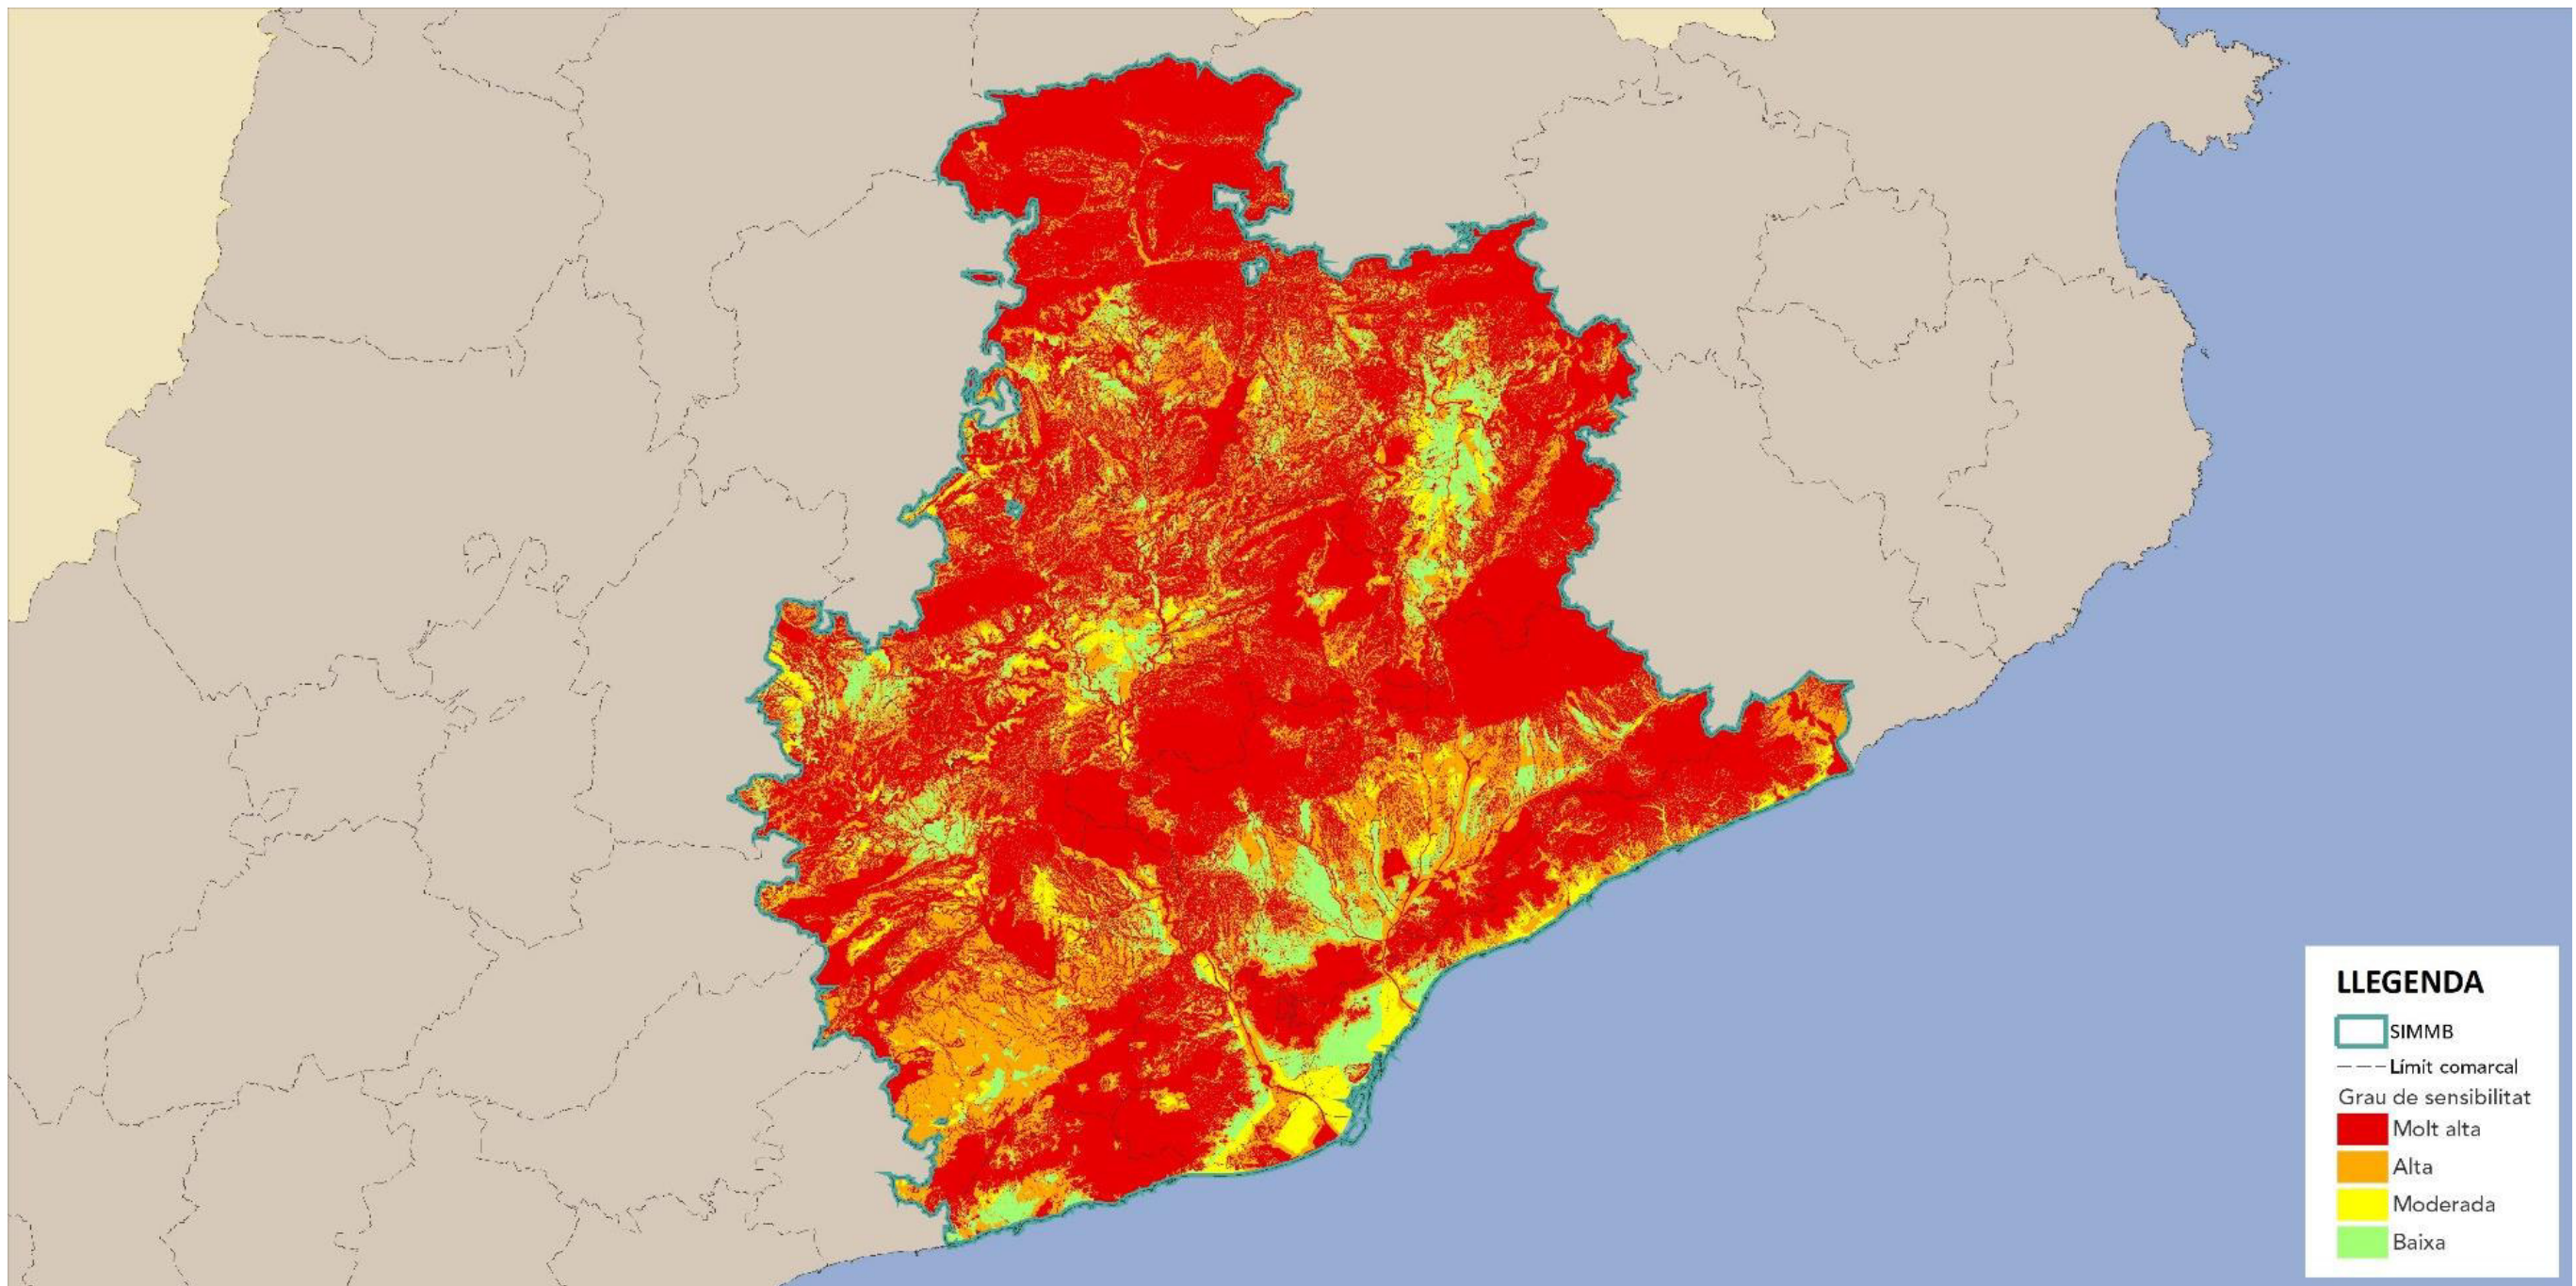 LLEGENDA
SIMMB
Límit comarcal
Grau de sensibilitat
Molt alta
Alta
Moderada
Baixa